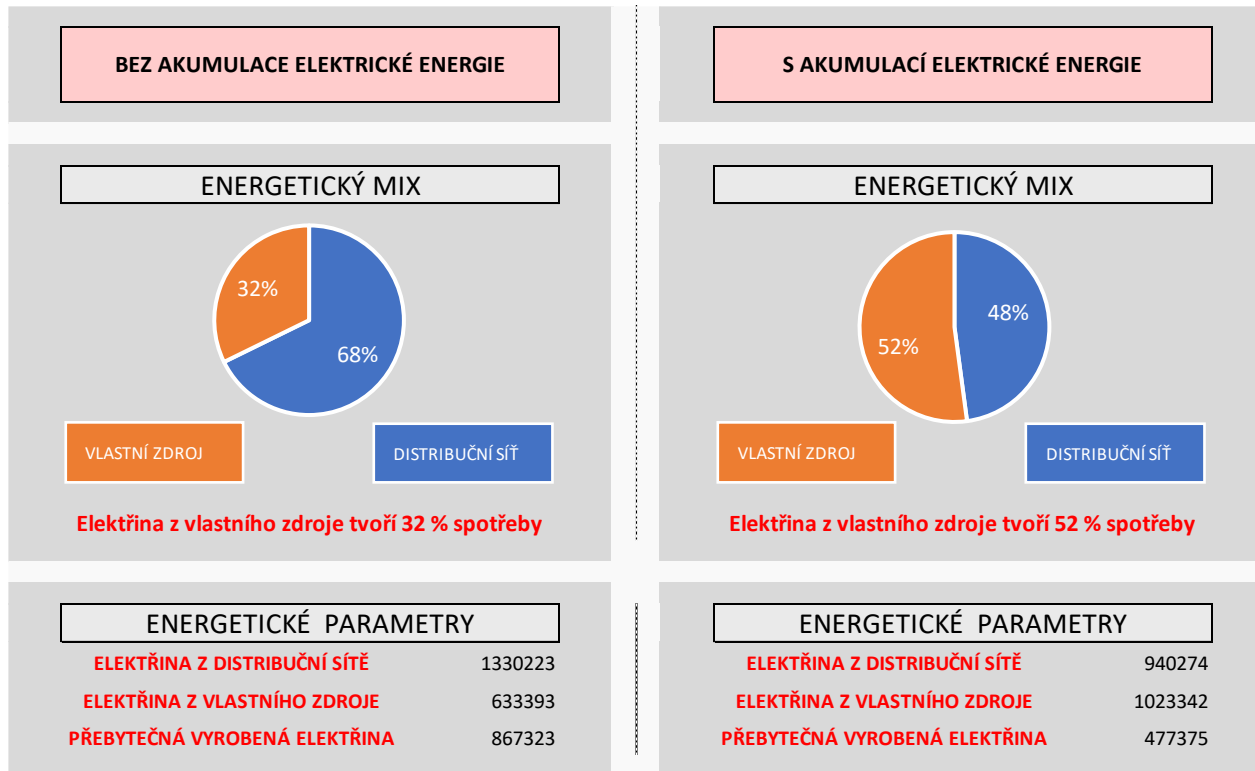 BEZ AKUMULACE ELEKTRICKÉ ENERGIE
ENERGETICKÝ MIX
32%
68%
VLASTNÍ ZDROJ
DISTRIBUČNÍ SÍŤ
Elektřina z vlastního zdroje tvoří 32 % spotřeby
ENERGETICKÉ PARAMETRY
ELEKTŘINA Z DISTRIBUČNÍ SÍTĚ 1330223
ELEKTŘINA Z VLASTNÍHO ZDROJE 633393
PŘEBYTEČNÁ VYROBENÁ ELEKTŘINA 867323
S AKUMULACÍ ELEKTRICKÉ ENERGIE
ENERGETICKÝ MIX
48%
52%
VLASTNÍ ZDROJ
DISTRIBUČNÍ SÍŤ
Elektřina z vlastního zdroje tvoří 52 % spotřeby
ENERGETICKÉ PARAMETRY
ELEKTŘINA Z DISTRIBUČNÍ SÍTĚ 940274
ELEKTŘINA Z VLASTNÍHO ZDROJE 1023342
PŘEBYTEČNÁ VYROBENÁ ELEKTŘINA 477375